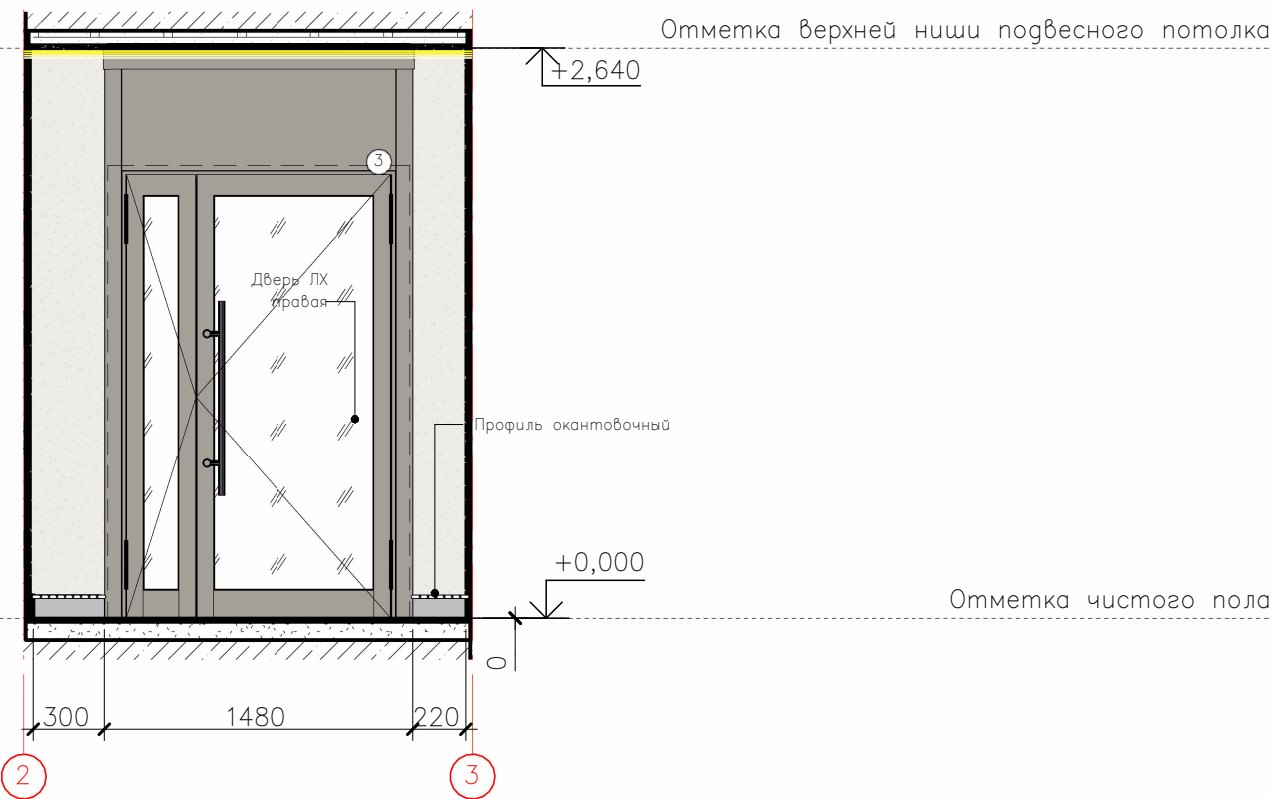 Отметка верхней ниши подвесного потолка
+2,640
3
Дверь ЛХ
правая
Профиль окантовочный
+0,000
Отметка чистого пола
0
300
1480
220
2
3